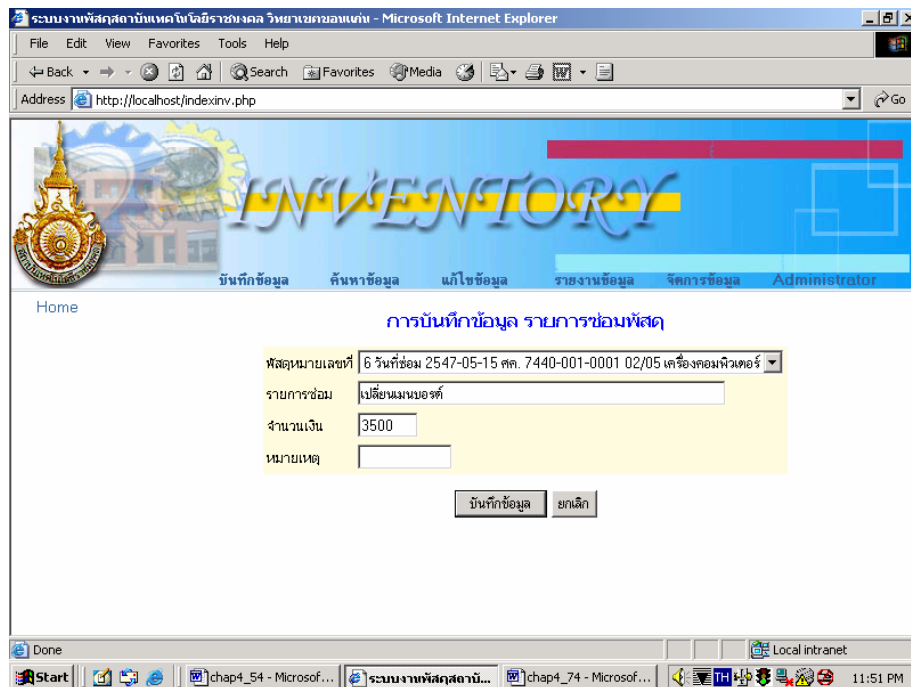 ระบบงานพัสดุสถาบันเทคโนโลยีราชมงคล วิทยาเขตขอนแก่น - Microsoft Internet Explorer
File Edit View Favorites Tools Help
Back Search Favorites Media
Address http://localhost/indexinv.php Go
INVENTORY
บันทึกข้อมูล ค้นหาข้อมูล แก้ไขข้อมูล รายงานข้อมูล จัดการข้อมูล Administrator
Home
การบันทึกข้อมูล รายการซ่อมพัสดุ
พัสดุหมายเลขที่ 6 วันที่ซ่อม 2547-05-15 ศค. 7440-001-0001 02/05 เครื่องคอมพิวเตอร์
รายการซ่อม เปลี่ยนเมนบอรด์
จำนวนเงิน 3500
หมายเหตุ
บันทึกข้อมูล ยกเลิก
Done Local intranet
Start chap4_54 - Microsof... ระบบงานพัสดุสถาบั... chap4_74 - Microsof... TH 11:51 PM